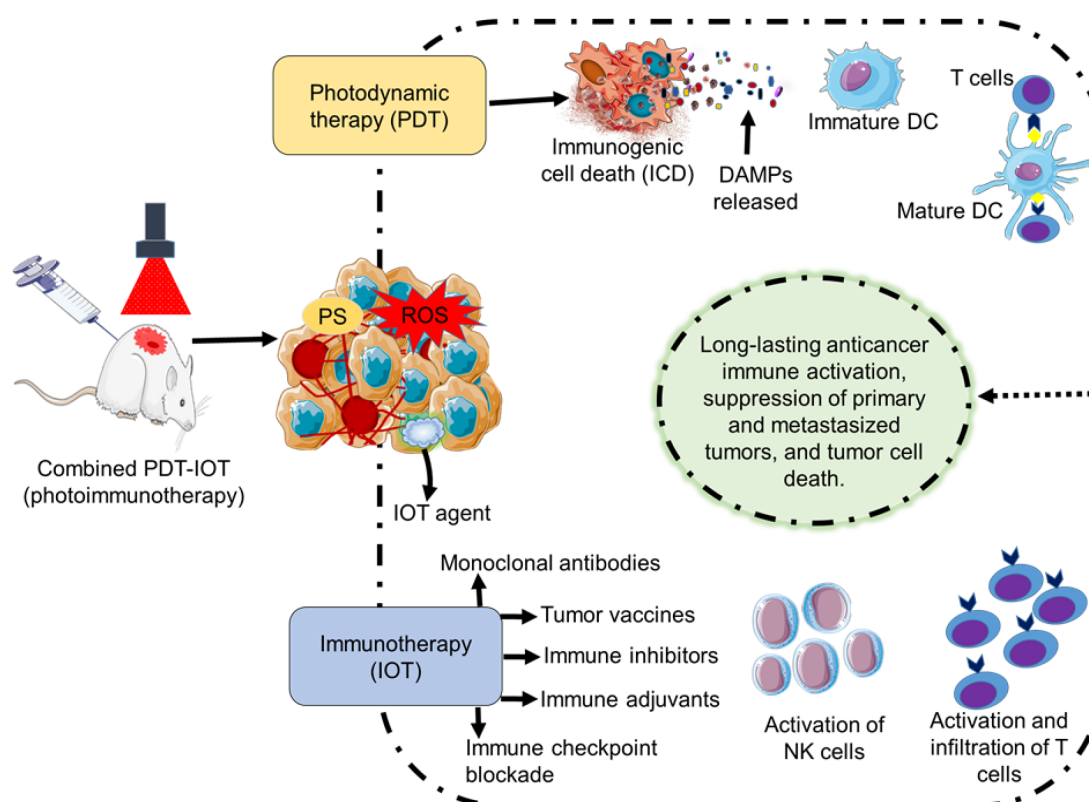 Photodynamic
therapy (PDT)
Immunogenic
cell death (ICD)
DAMPs
released
Immature DC
T cells
Mature DC
PS
ROS
Combined PDT-IOT
(photoimmunotherapy)
IOT agent
Long-lasting anticancer
immune activation,
suppression of primary
and metastasized
tumors, and tumor cell
death.
Immunotherapy
(IOT)
Monoclonal antibodies
Tumor vaccines
Immune inhibitors
Immune adjuvants
Immune checkpoint
blockade
Activation of
NK cells
Activation and
infiltration of T
cells